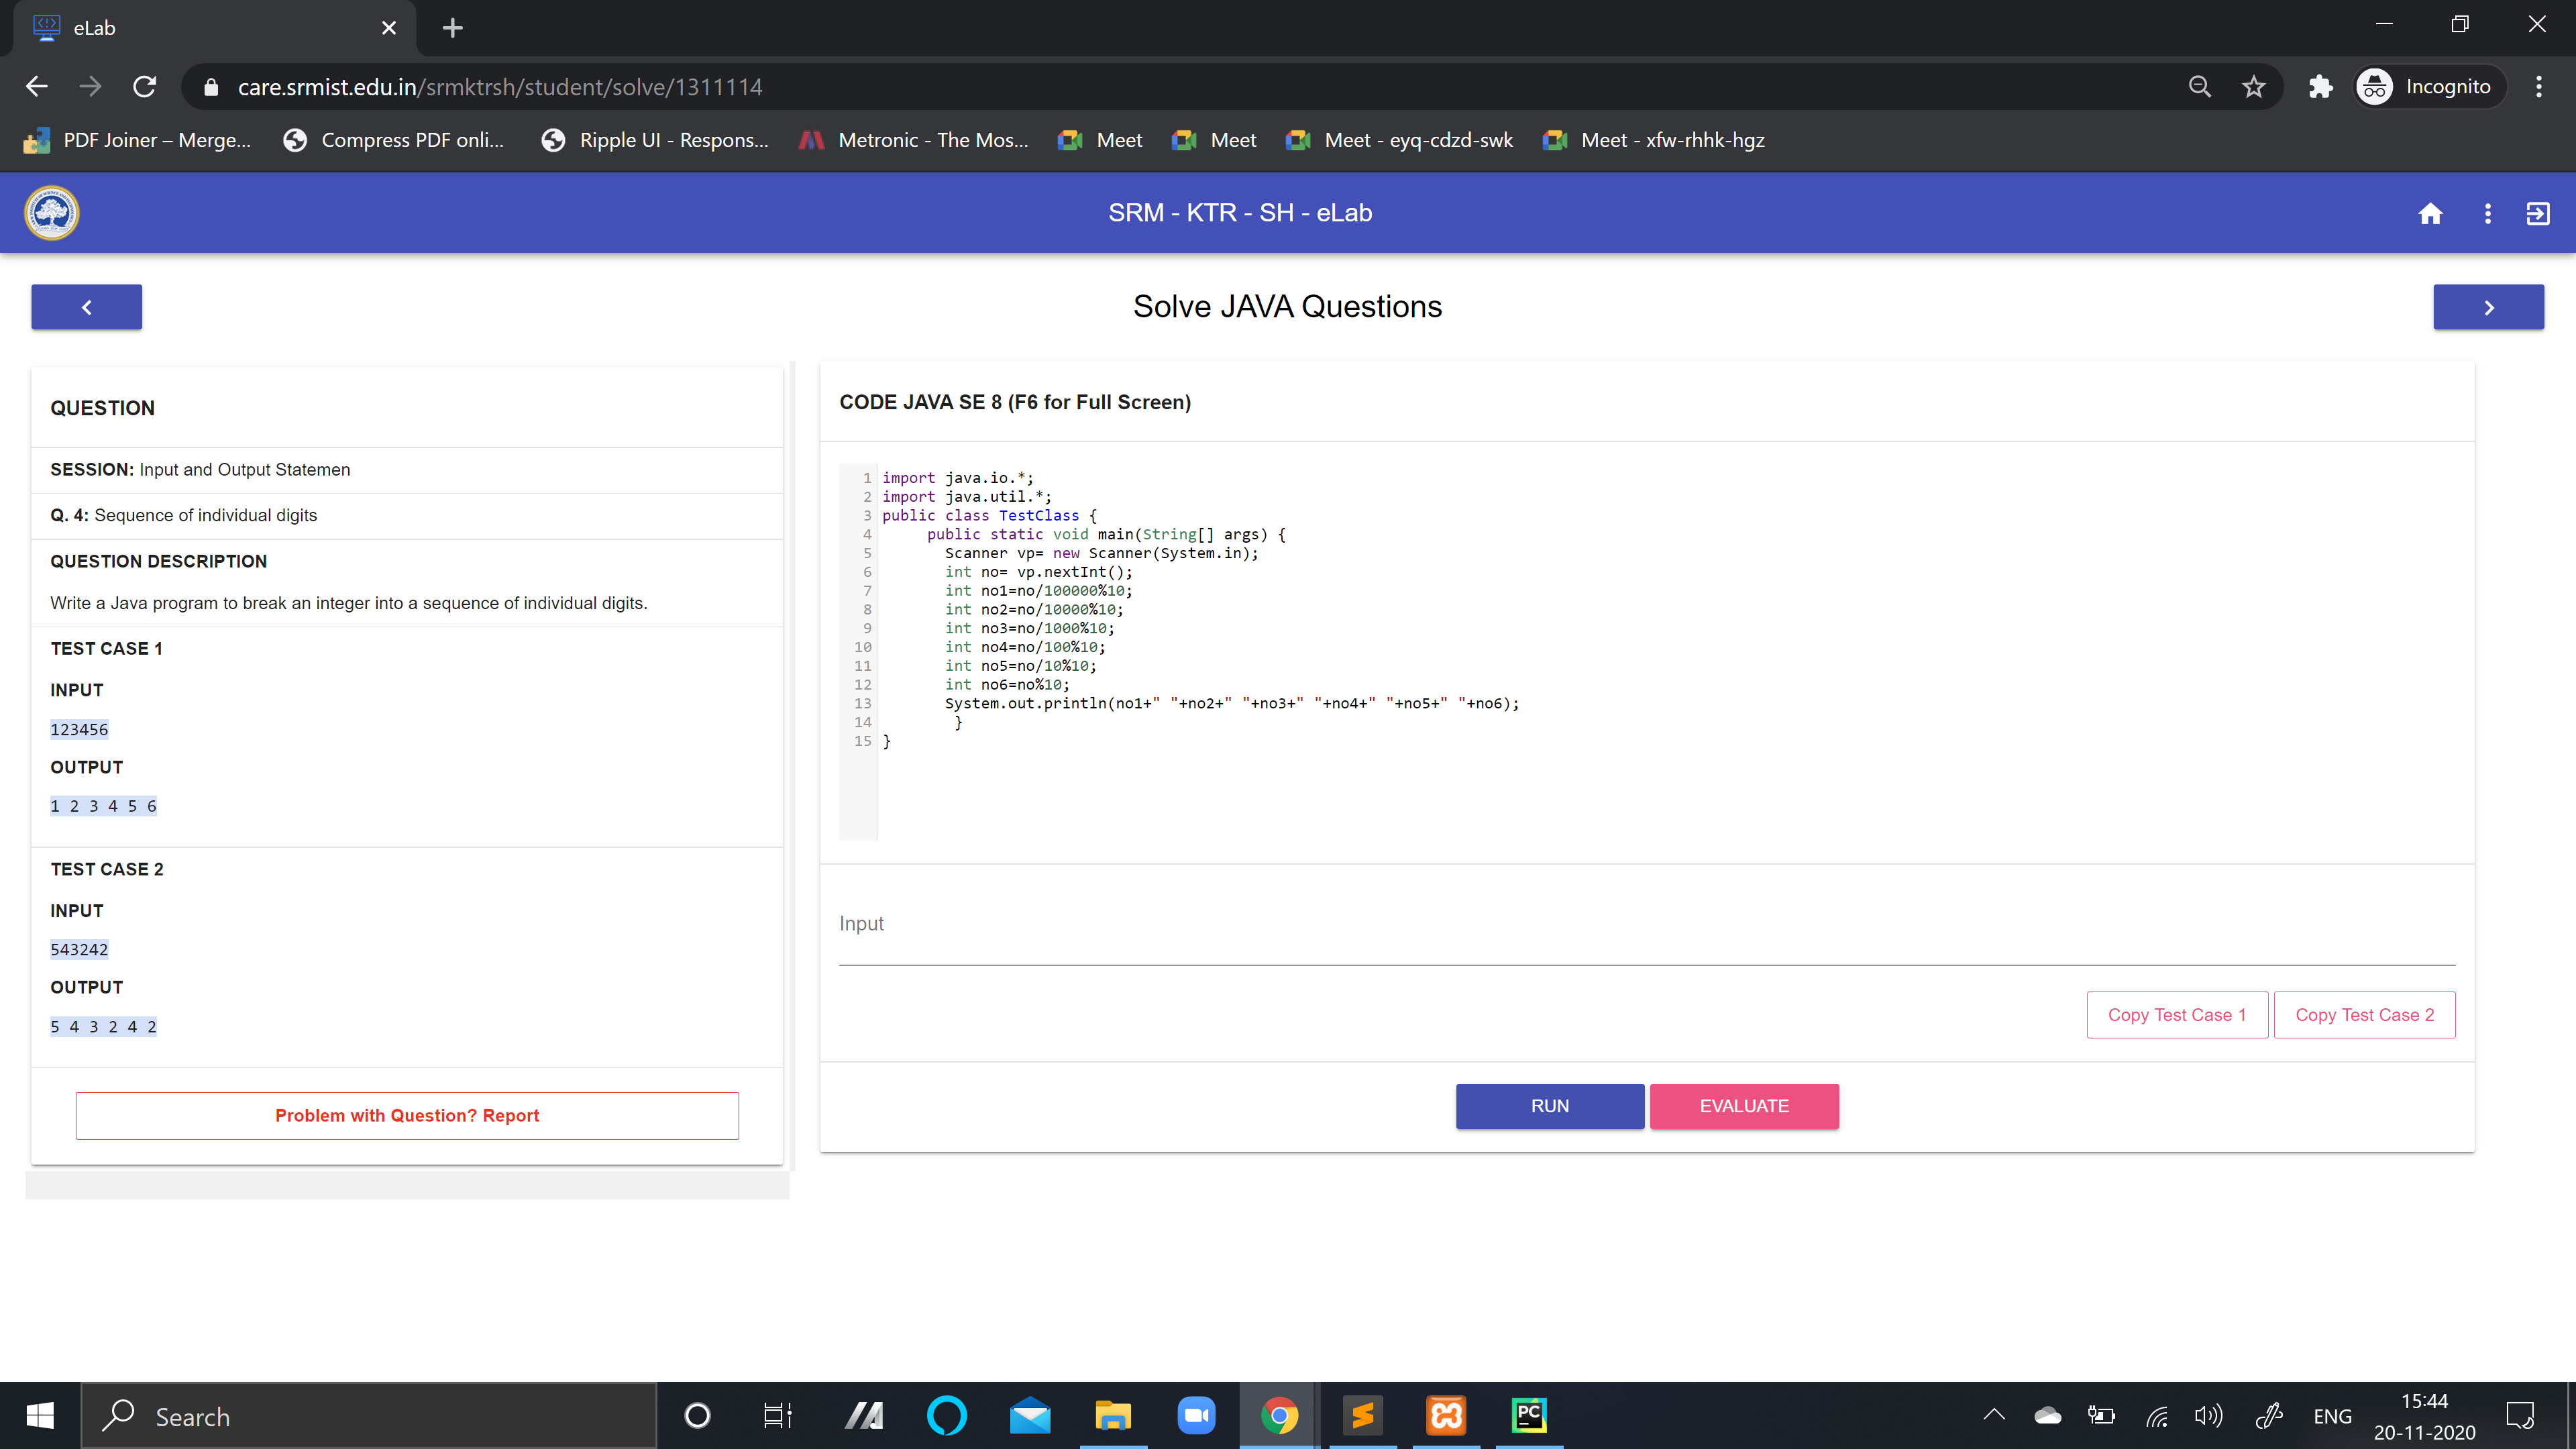 eLab
care.srmist.edu.in/srmktrsh/student/solve/1311114
Incognito
PDF Joiner – Merge...
Compress PDF onli...
Ripple UI - Respons...
Metronic - The Mos...
Meet
Meet
Meet - eyq-cdzd-swk
Meet - xfw-rhhk-hgz
SRM - KTR - SH - eLab
Solve JAVA Questions
QUESTION
SESSION: Input and Output Statemen
Q. 4: Sequence of individual digits
QUESTION DESCRIPTION
Write a Java program to break an integer into a sequence of individual digits.
TEST CASE 1
INPUT
123456
OUTPUT
1 2 3 4 5 6
TEST CASE 2
INPUT
543242
OUTPUT
5 4 3 2 4 2
Problem with Question? Report
CODE JAVA SE 8 (F6 for Full Screen)
1 import java.io.*;
2 import java.util.*;
3 public class TestClass {
4 public static void main(String[] args) {
5 Scanner vp= new Scanner(System.in);
6 int no= vp.nextInt();
7 int no1=no/100000%10;
8 int no2=no/10000%10;
9 int no3=no/1000%10;
10 int no4=no/100%10;
11 int no5=no/10%10;
12 int no6=no%10;
13 System.out.println(no1+" "+no2+" "+no3+" "+no4+" "+no5+" "+no6);
14 }
15 }
Input
Copy Test Case 1
Copy Test Case 2
RUN
EVALUATE
Search
PC
ENG
15:44
20-11-2020